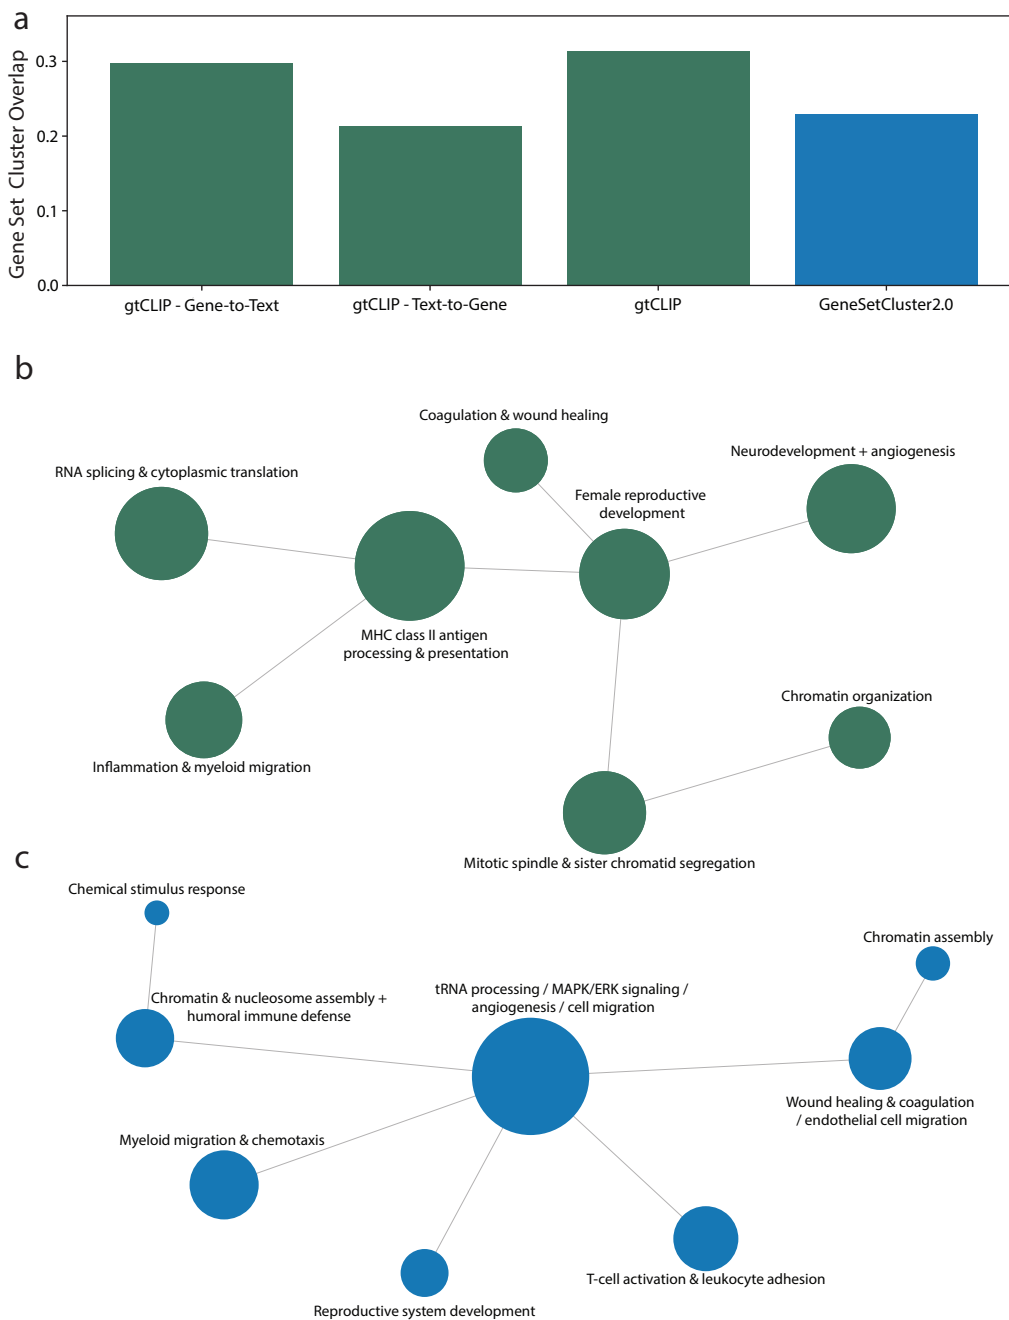 a
Gene Set Cluster Overlap
0.3
0.2
0.1
0.0
gtCLIP - Gene-to-Text
gtCLIP - Text-to-Gene
gtCLIP
GeneSetCluster2.0
b
Coagulation & wound healing
Neurodevelopment + angiogenesis
RNA splicing & cytoplasmic translation
Female reproductive
development
MHC class II antigen
processing & presentation
Chromatin organization
Inflammation & myeloid migration
Mitotic spindle & sister chromatid segregation
c
Chemical stimulus response
Chromatin assembly
tRNA processing / MAPK/ERK signaling /
angiogenesis / cell migration
Chromatin & nucleosome assembly +
humoral immune defense
Wound healing & coagulation
/ endothelial cell migration
Myeloid migration & chemotaxis
T-cell activation & leukocyte adhesion
Reproductive system development